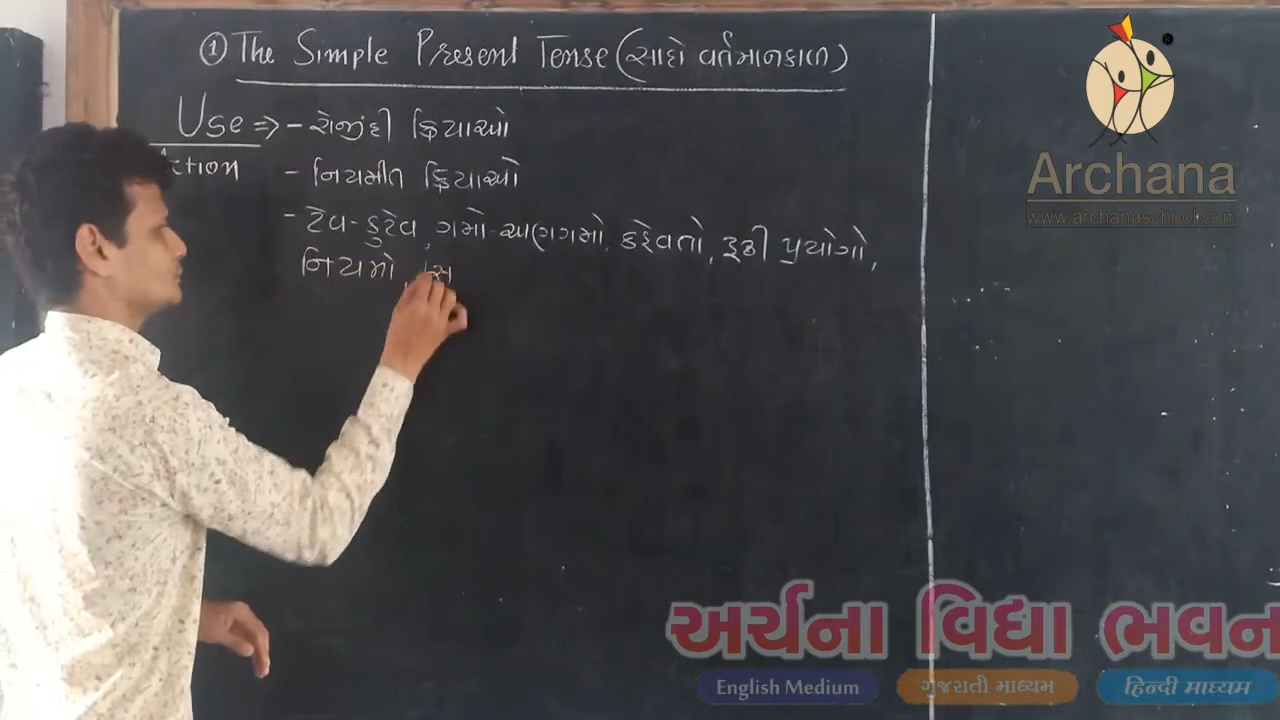 ① The Simple Present Tense (સાદો વર્તમાનકાળ)
Use ⇒ - રોજીંદી ક્રિયાઓ
Action - નિયમીત ક્રિયાઓ
- ટેવ-કુટેવ, ગમો-અણગમો, કહેવતો, રૂઢી પ્રયોગો,
નિયમો,
Archana
www.archanaschool.com
અર્ચના વિદ્યા ભવન
English Medium
ગુજરાતી માધ્યમ
हिन्दी माध्यम